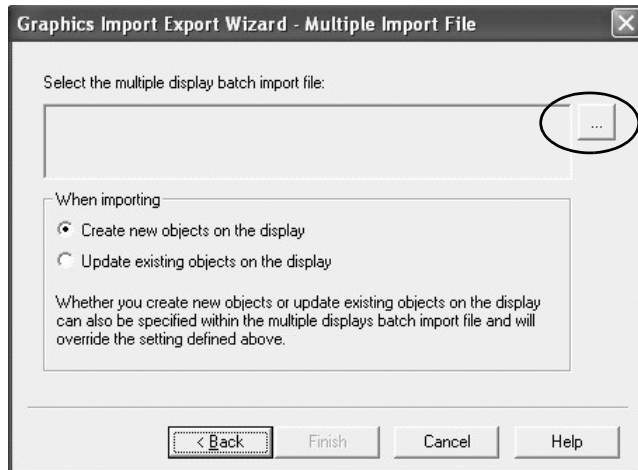 Graphics Import Export Wizard - Multiple Import File
Select the multiple display batch import file:
...
When importing
Create new objects on the display
Update existing objects on the display
Whether you create new objects or update existing objects on the display
can also be specified within the multiple displays batch import file and will
override the setting defined above.
< Back
Finish
Cancel
Help